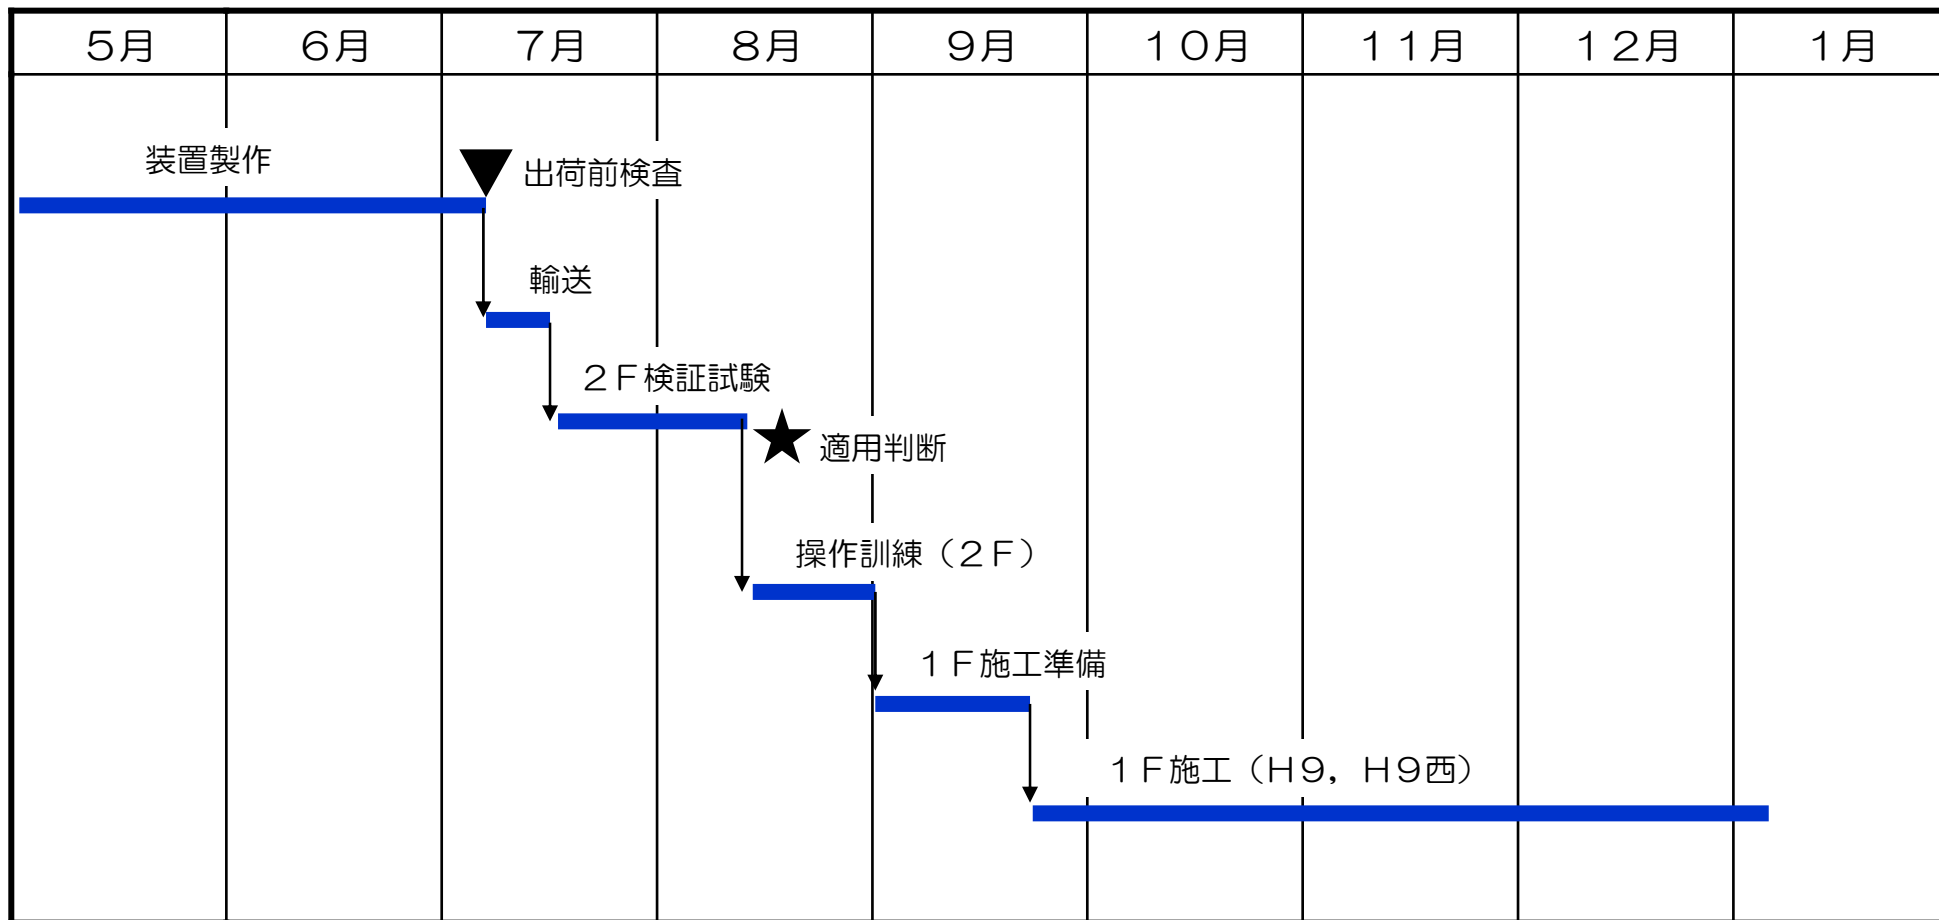 5月 6月 7月 8月 9月 10月 11月 12月 1月
装置製作
出荷前検査
輸送
2F検証試験
適用判断
操作訓練（2F）
1F施工準備
1F施工（H9，H9西）